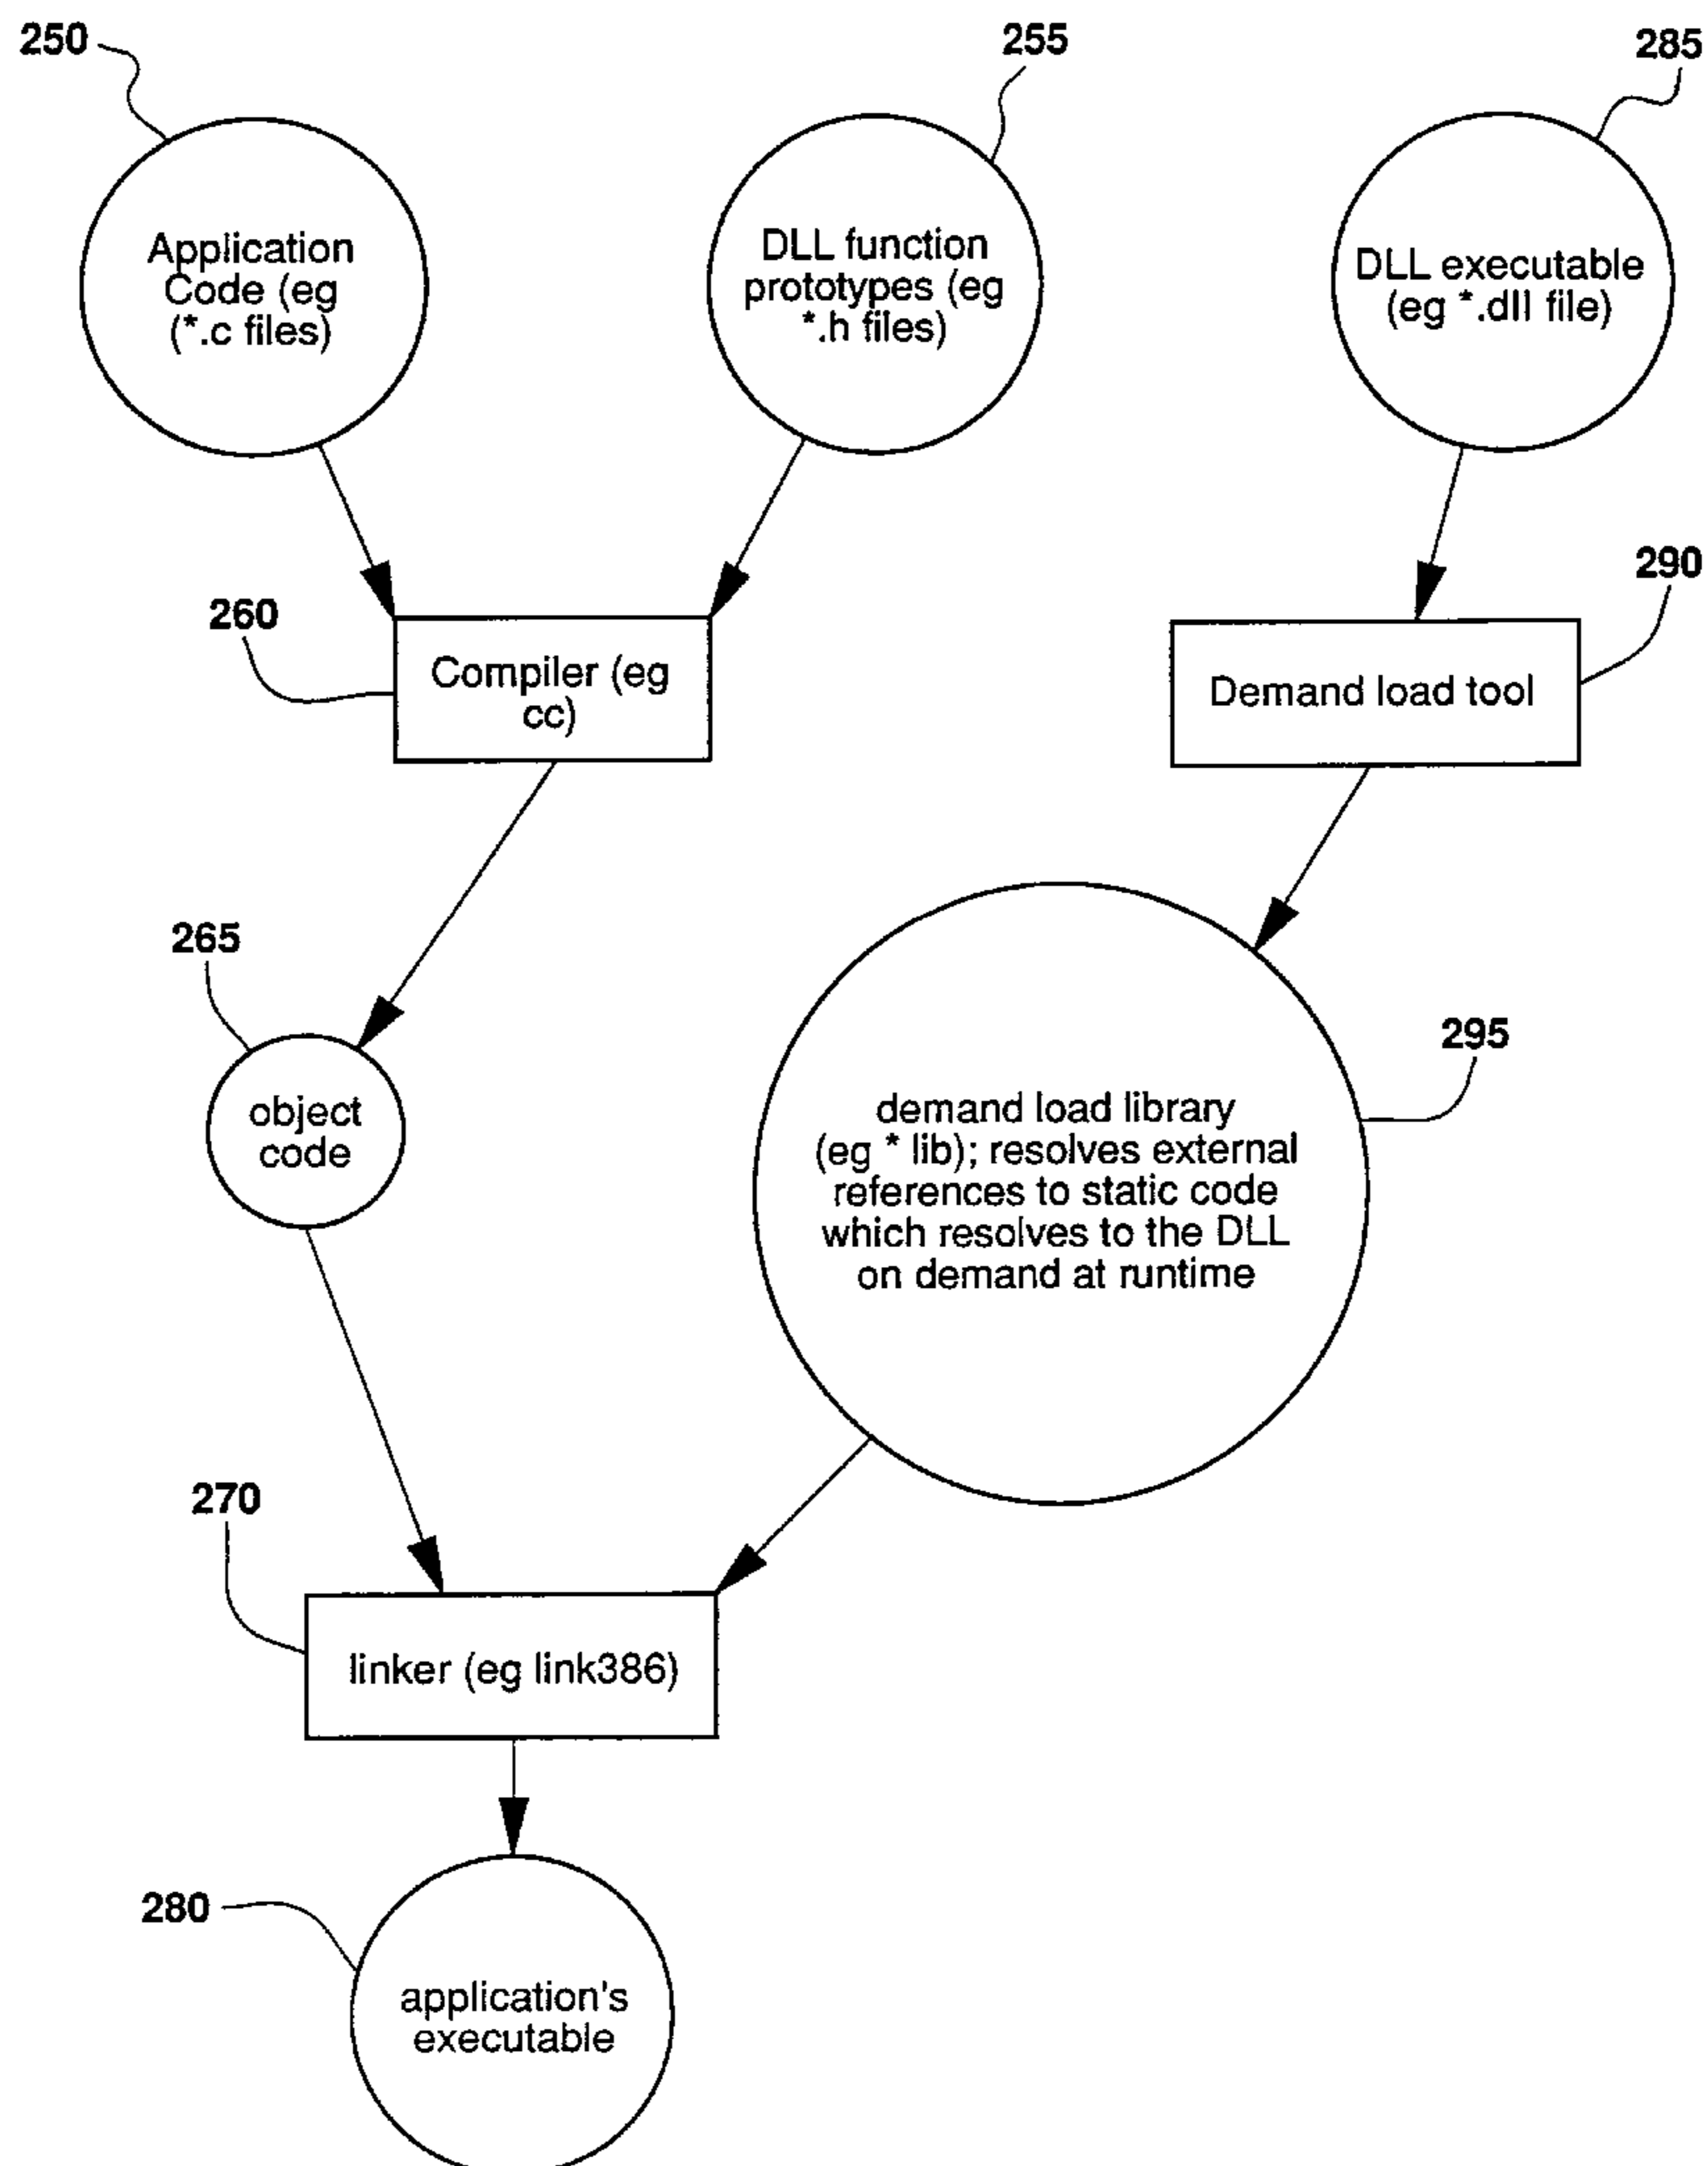 250
255
285
Application
Code (eg
(*.c files)
DLL function
prototypes (eg
*.h files)
DLL executable
(eg *.dll file)
290
260
Compiler (eg
cc)
Demand load tool
265
295
object
code
demand load library
(eg * lib); resolves external
references to static code
which resolves to the DLL
on demand at runtime
270
linker (eg link386)
280
application's
executable